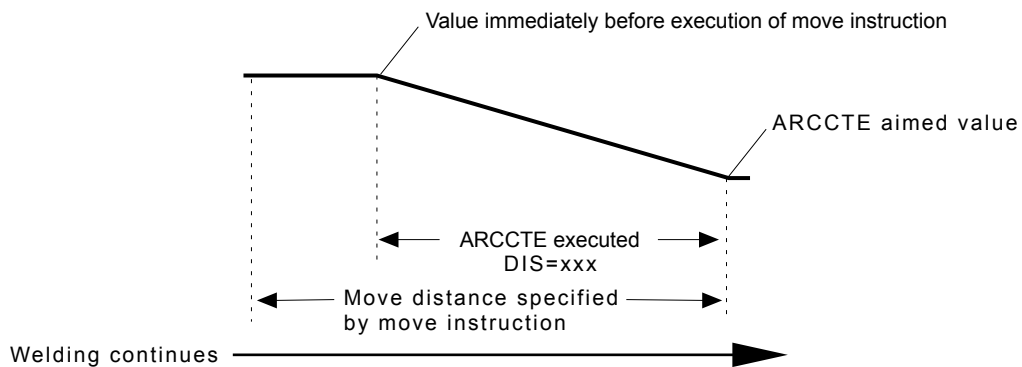 Value immediately before execution of move instruction
ARCCTE aimed value
ARCCTE executed
DIS=xxx
Move distance specified
by move instruction
Welding continues